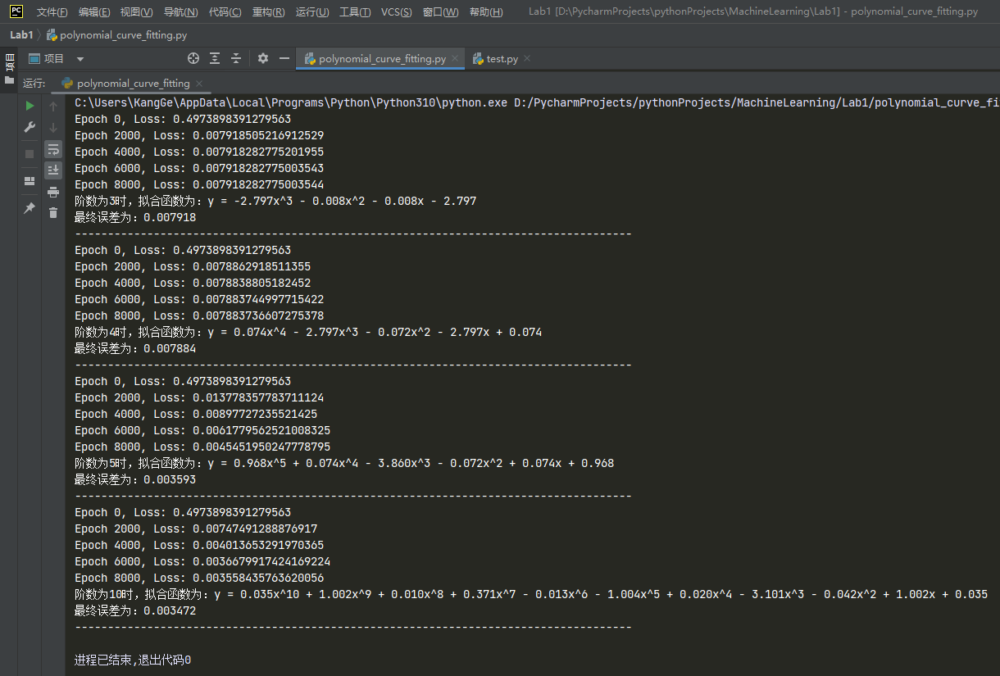 PC 文件(F) 编辑(E) 视图(V) 导航(N) 代码(C) 重构(R) 运行(U) 工具(T) VCS(S) 窗口(W) 帮助(H) Lab1 [D:\PycharmProjects\pythonProjects\MachineLearning\Lab1] - polynomial_curve_fitting.py
Lab1 polynomial_curve_fitting.py
项目
项目 polynomial_curve_fitting.py test.py
运行: polynomial_curve_fitting
C:\Users\KangGe\AppData\Local\Programs\Python\Python310\python.exe D:/PycharmProjects/pythonProjects/MachineLearning/Lab1/polynomial_curve_fi
Epoch 0, Loss: 0.4973898391279563
Epoch 2000, Loss: 0.007918505216912529
Epoch 4000, Loss: 0.007918282775201955
Epoch 6000, Loss: 0.007918282775003543
Epoch 8000, Loss: 0.007918282775003544
阶数为3时，拟合函数为：y = -2.797x^3 - 0.008x^2 - 0.008x - 2.797
最终误差为：0.007918
-------------------------------------------------------------------------------------
Epoch 0, Loss: 0.4973898391279563
Epoch 2000, Loss: 0.0078862918511355
Epoch 4000, Loss: 0.0078838805182452
Epoch 6000, Loss: 0.007883744997715422
Epoch 8000, Loss: 0.007883736607275378
阶数为4时，拟合函数为：y = 0.074x^4 - 2.797x^3 - 0.072x^2 - 2.797x + 0.074
最终误差为：0.007884
-------------------------------------------------------------------------------------
Epoch 0, Loss: 0.4973898391279563
Epoch 2000, Loss: 0.013778357783711124
Epoch 4000, Loss: 0.00897727235521425
Epoch 6000, Loss: 0.0061779562521008325
Epoch 8000, Loss: 0.0045451950247778795
阶数为5时，拟合函数为：y = 0.968x^5 + 0.074x^4 - 3.860x^3 - 0.072x^2 + 0.074x + 0.968
最终误差为：0.003593
-------------------------------------------------------------------------------------
Epoch 0, Loss: 0.4973898391279563
Epoch 2000, Loss: 0.00747491288876917
Epoch 4000, Loss: 0.004013653291970365
Epoch 6000, Loss: 0.0036679917424169224
Epoch 8000, Loss: 0.003558435763620056
阶数为10时，拟合函数为：y = 0.035x^10 + 1.002x^9 + 0.010x^8 + 0.371x^7 - 0.013x^6 - 1.004x^5 + 0.020x^4 - 3.101x^3 - 0.042x^2 + 1.002x + 0.035
最终误差为：0.003472
-------------------------------------------------------------------------------------
进程已结束,退出代码0